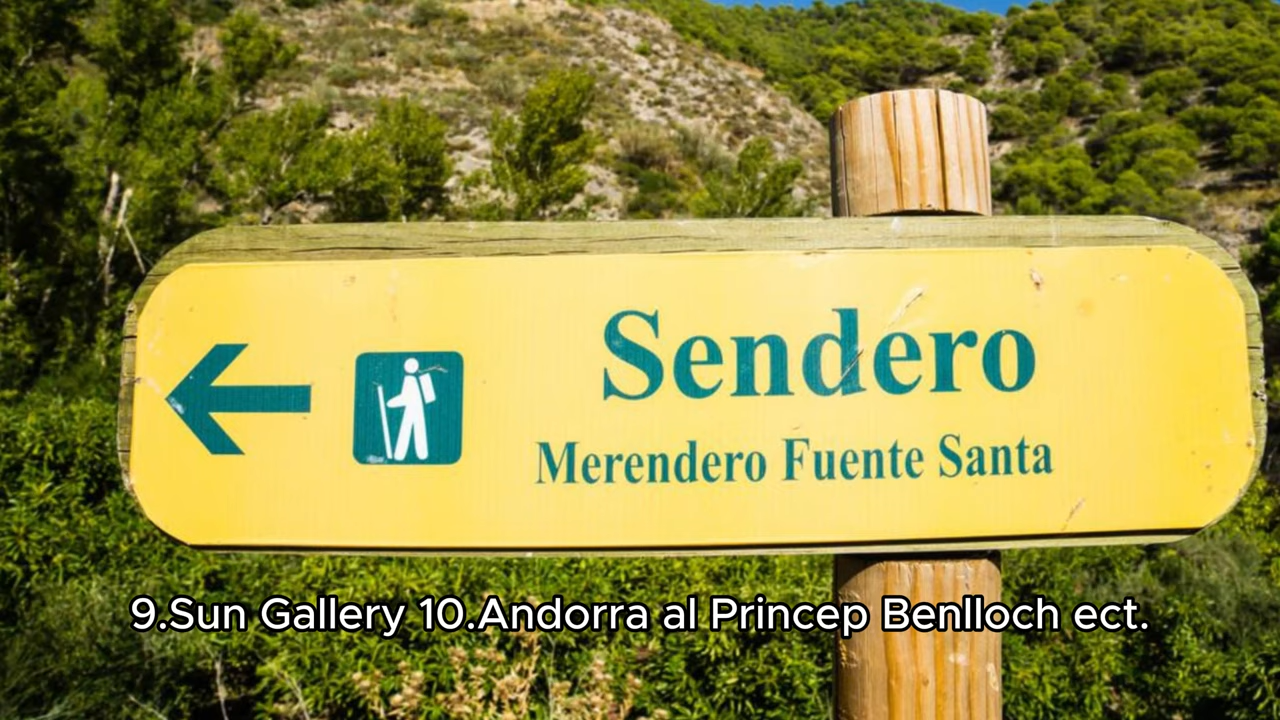 Sendero
Merendero Fuente Santa
9.Sun Gallery 10.Andorra al Princep Benlloch ect.